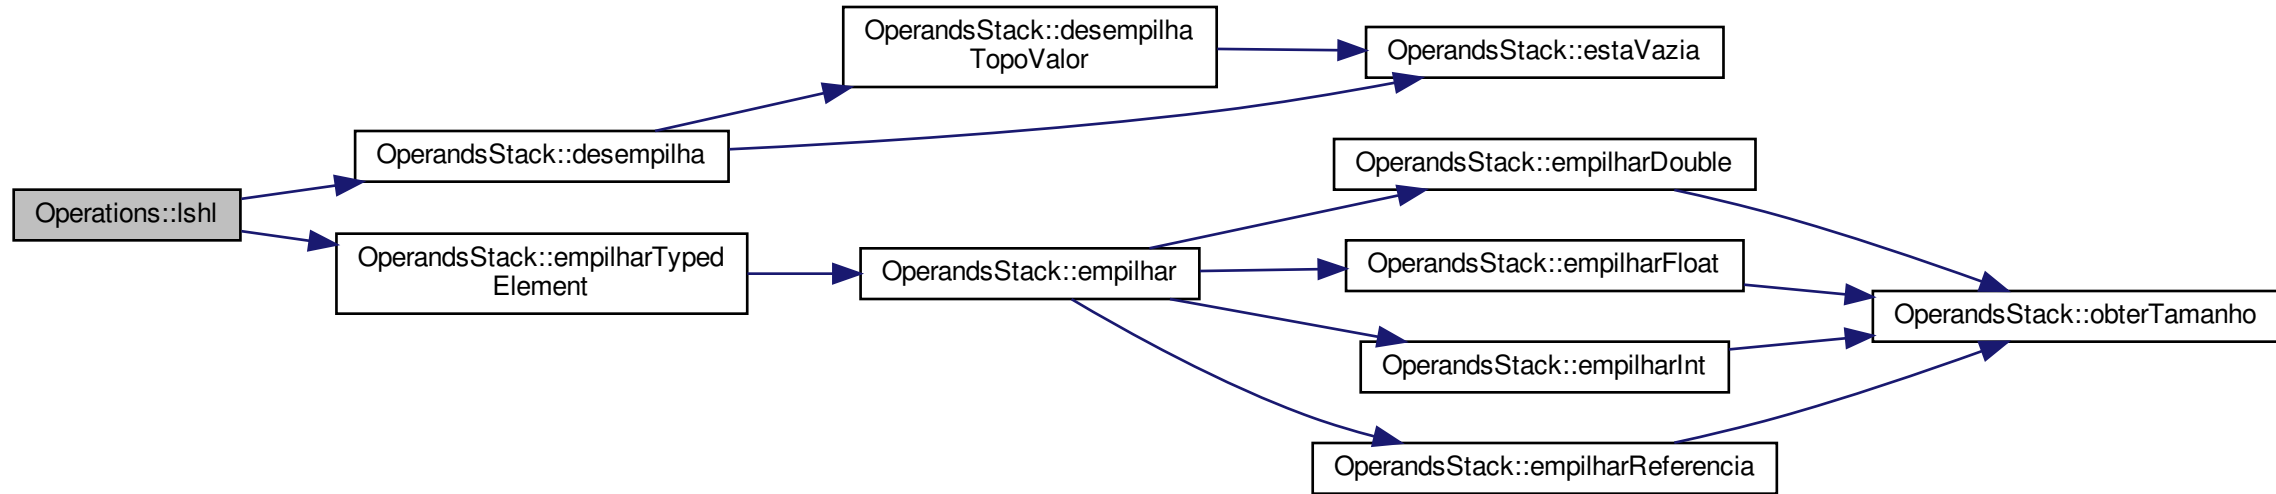 Operations::lshl
OperandsStack::desempilha
OperandsStack::desempilha
TopoValor
OperandsStack::estaVazia
OperandsStack::empilharTyped
Element
OperandsStack::empilhar
OperandsStack::empilharDouble
OperandsStack::empilharFloat
OperandsStack::empilharInt
OperandsStack::empilharReferencia
OperandsStack::obterTamanho